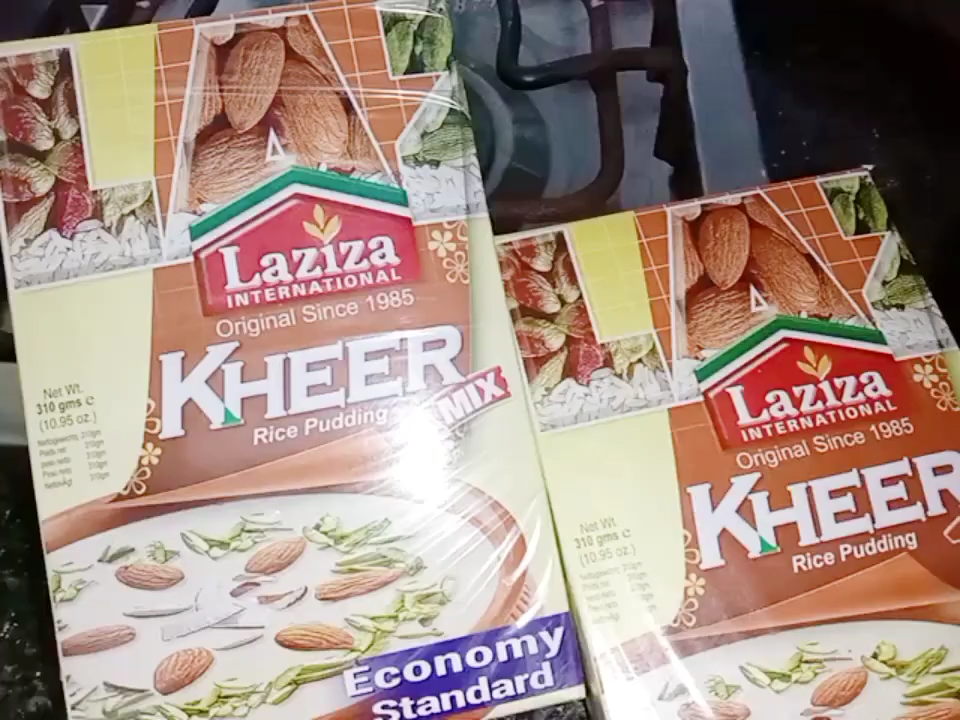 Laziza
INTERNATIONAL
Original Since 1985
KHEER
MIX
Rice Pudding
Net Wt.
310 gms e
(10.95 oz.)
Economy
Standard
Laziza
INTERNATIONAL
Original Since 1985
KHEER
Rice Pudding
Net Wt.
310 gms e
(10.95 oz.)